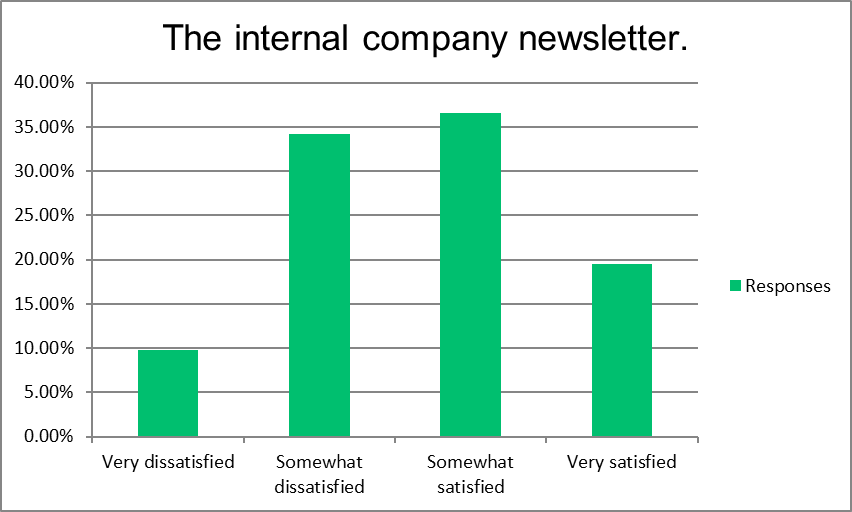 The internal company newsletter.
40.00%
35.00%
30.00%
25.00%
20.00%
15.00%
10.00%
5.00%
0.00%
Very dissatisfied
Somewhat
dissatisfied
Somewhat
satisfied
Very satisfied
Responses